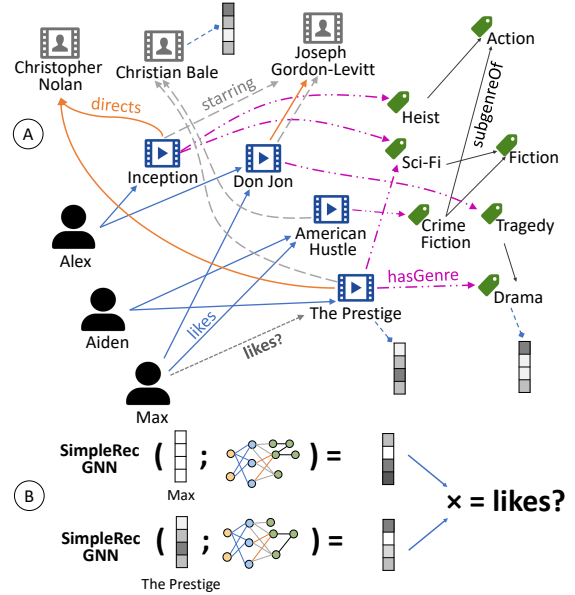 Christopher
Nolan
Christian Bale
Joseph
Gordon-Levitt
Action
directs
starring
subgenreOf
A
Heist
Inception
Don Jon
Sci-Fi
Fiction
Alex
American
Hustle
Crime
Fiction
Tragedy
hasGenre
Aiden
likes
The Prestige
Drama
likes?
Max
SimpleRec
GNN
( ; ) =
Max
B
× = likes?
SimpleRec
GNN
( ; ) =
The Prestige